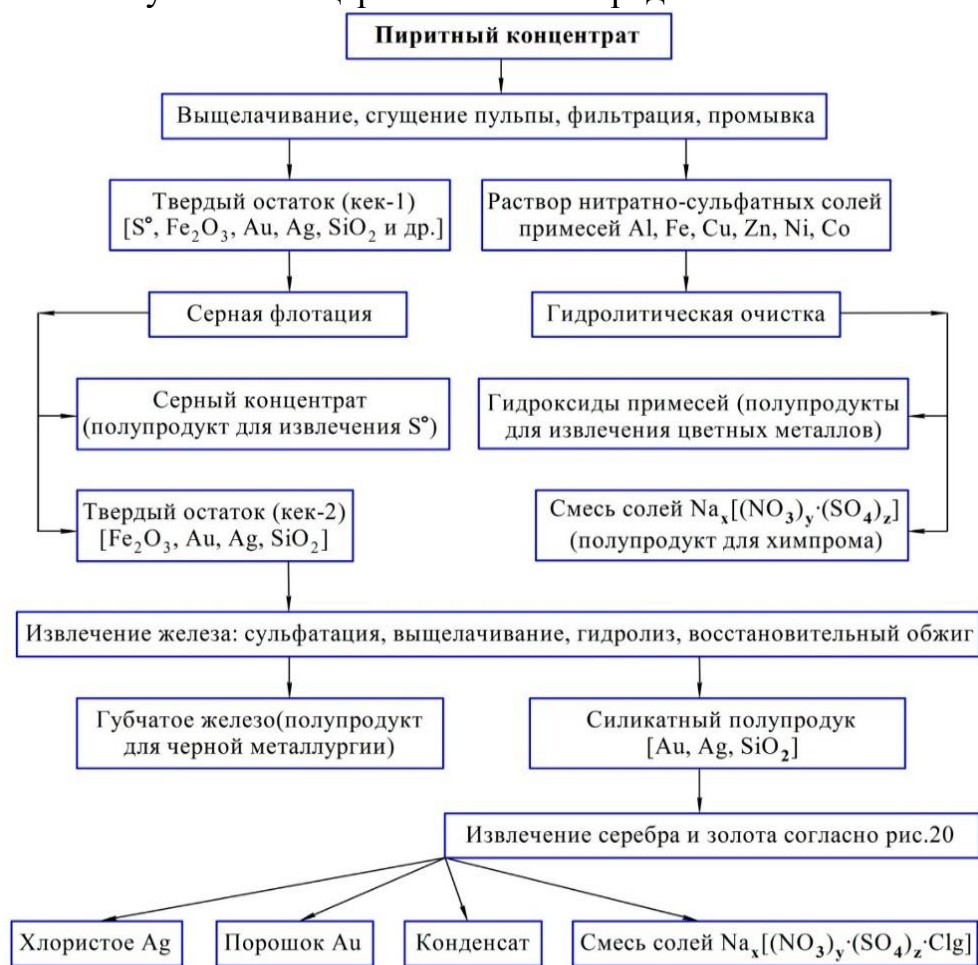 Пиритный концентрат
Выщелачивание, сгущение пульпы, фильтрация, промывка
Твердый остаток (кек-1)
[S°, Fe₂O₃, Au, Ag, SiO₂ и др.]
Раствор нитратно-сульфатных солей
примесей Al, Fe, Cu, Zn, Ni, Co
Серная флотация
Гидролитическая очистка
Серный концентрат
(полупродукт для извлечения S°)
Гидроксиды примесей (полупродукты
для извлечения цветных металлов)
Твердый остаток (кек-2)
[Fe₂O₃, Au, Ag, SiO₂]
Смесь солей Naₓ[(NO₃)y·(SO₄)z]
(полупродукт для химпрома)
Извлечение железа: сульфатация, выщелачивание, гидролиз, восстановительный обжиг
Губчатое железо(полупродукт
для черной металлургии)
Силикатный полупродук
[Au, Ag, SiO₂]
Извлечение серебра и золота согласно рис.20
Хлористое Ag
Порошок Au
Конденсат
Смесь солей Naₓ[(NO₃)y·(SO₄)z·Clg]